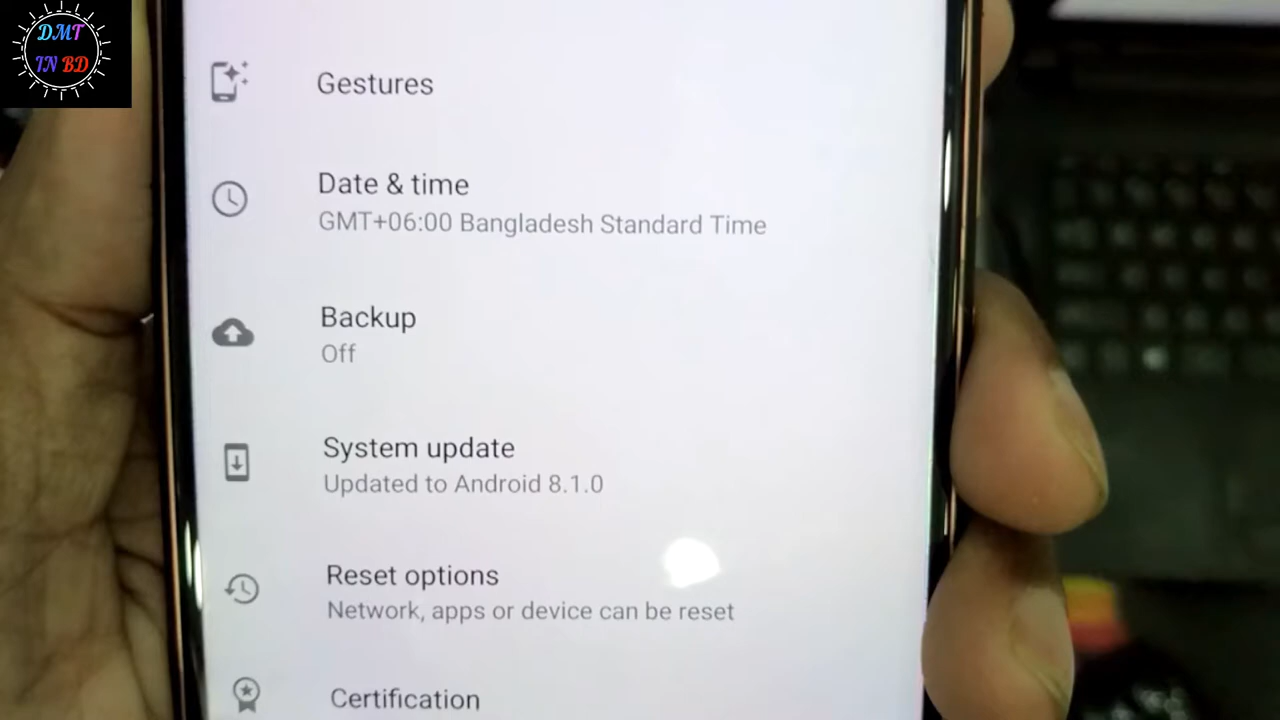 DMT
IN BD
Gestures
Date & time
GMT+06:00 Bangladesh Standard Time
Backup
Off
System update
Updated to Android 8.1.0
Reset options
Network, apps or device can be reset
Certification